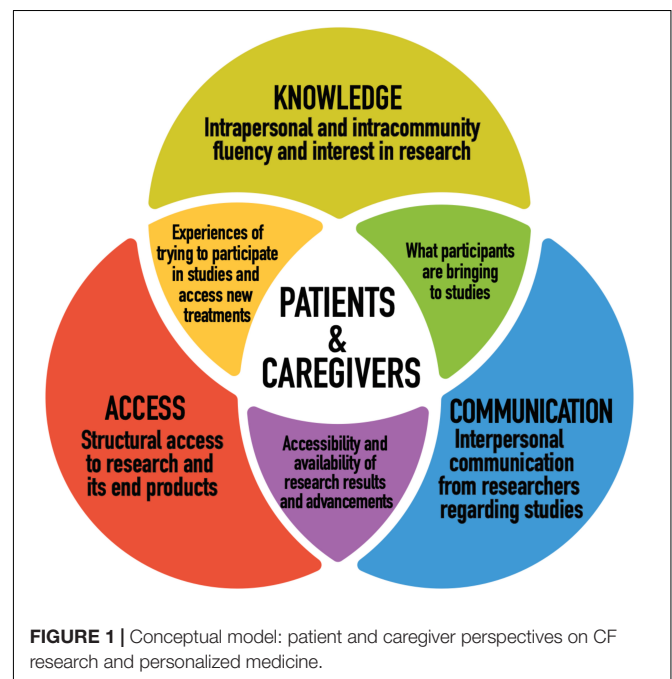 KNOWLEDGE
Intrapersonal and intracommunity
fluency and interest in research
Experiences of
trying to participate
in studies and
access new
treatments
What participants
are bringing
to studies
PATIENTS
&
CAREGIVERS
ACCESS
Structural access
to research and
its end products
COMMUNICATION
Interpersonal
communication
from researchers
regarding studies
Accessibility and
availability of
research results
and advancements
FIGURE 1 | Conceptual model: patient and caregiver perspectives on CF
research and personalized medicine.